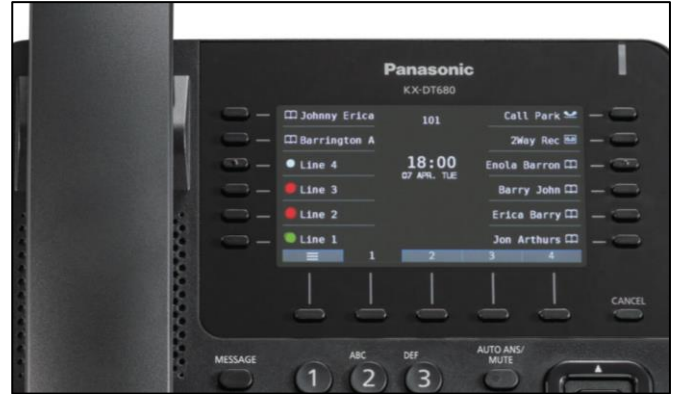 Panasonic
KX-DT680
Johnny Erica 101 Call Park
Barrington A 2Way Rec
Line 4 18:00 Enola Barron
07 APR. TUE
Line 3 Barry John
Line 2 Erica Barry
Line 1 Jon Arthurs
1 2 3 4
CANCEL
MESSAGE ABC DEF AUTO ANS/
MUTE
1 2 3